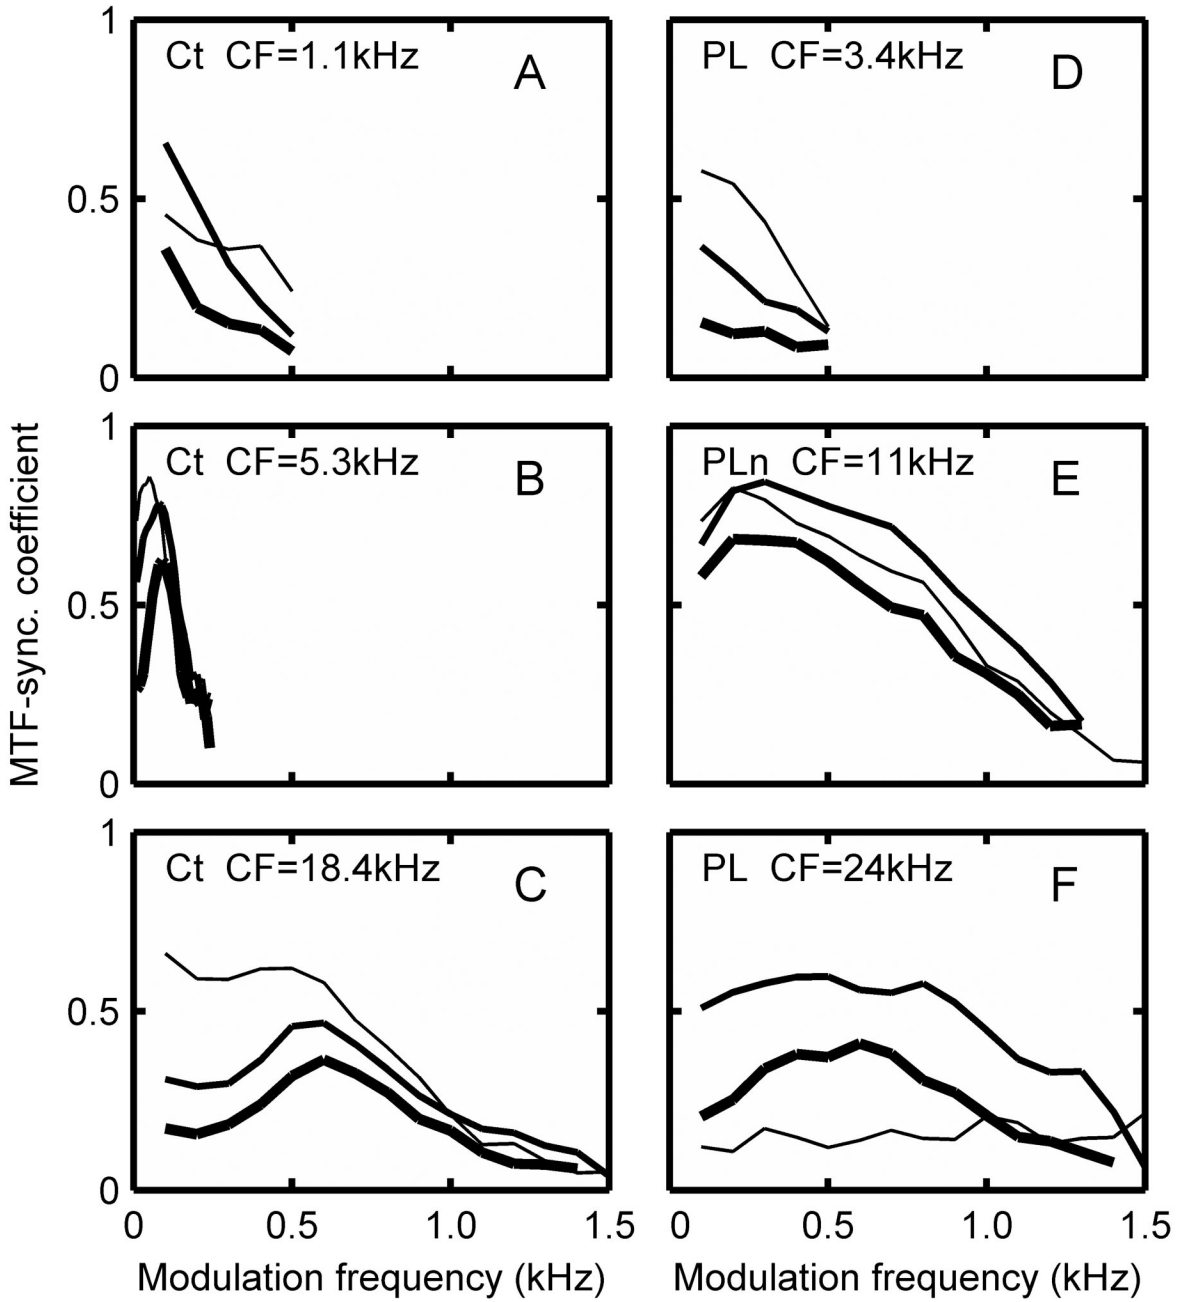 1
Ct CF=1.1kHz
A
0.5
0
PL CF=3.4kHz
D
1
Ct CF=5.3kHz
B
0.5
0
PLn CF=11kHz
E
1
Ct CF=18.4kHz
C
0.5
0
PL CF=24kHz
F
MTF-sync. coefficient
0 0.5 1.0 1.5
0 0.5 1.0 1.5
Modulation frequency (kHz)
Modulation frequency (kHz)